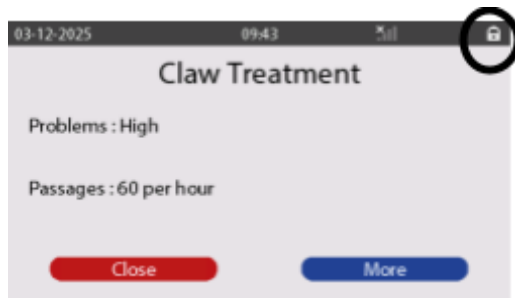 03-12-2025 09:43
Claw Treatment
Problems : High
Passages : 60 per hour
Close More